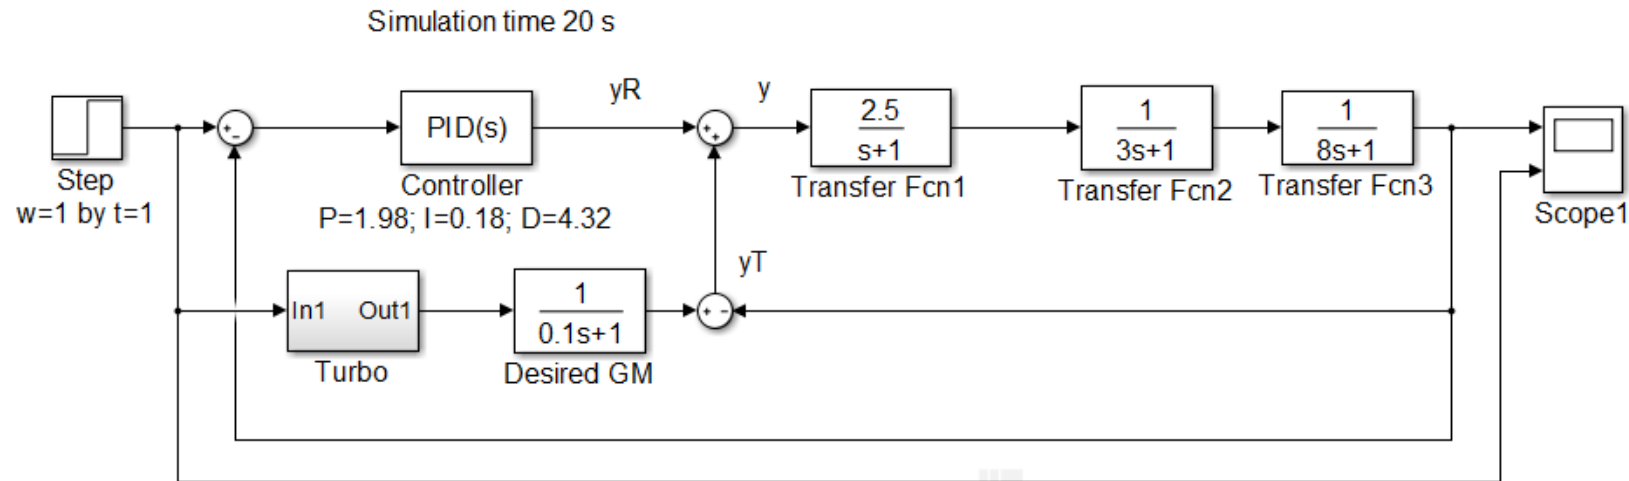 Simulation time 20 s
Step
w=1 by t=1
+
−
PID(s)
Controller
P=1.98; I=0.18; D=4.32
yR
+
+
y
2.5
s+1
Transfer Fcn1
1
3s+1
Transfer Fcn2
1
8s+1
Transfer Fcn3
Scope1
In1 Out1
Turbo
1
0.1s+1
Desired GM
yT
+ −